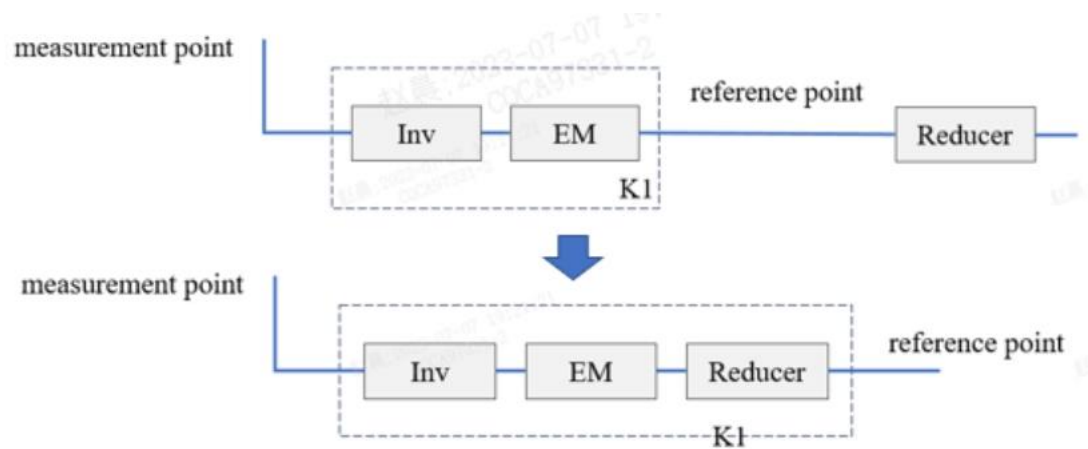 measurement point
reference point
Inv
EM
Reducer
K1
measurement point
reference point
Inv
EM
Reducer
K1